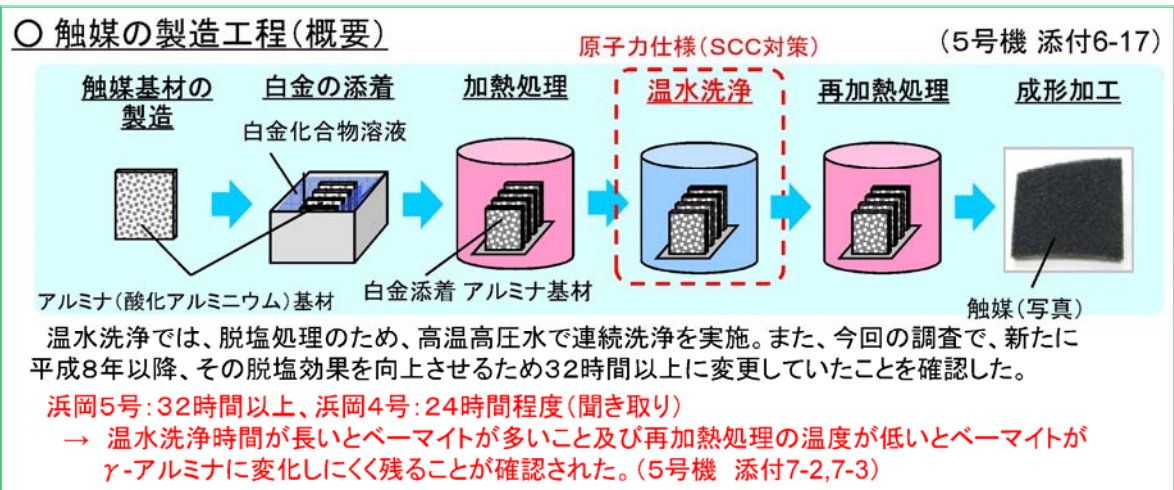 ○ 触媒の製造工程(概要)
原子力仕様(SCC対策)
(5号機 添付6-17)
触媒基材の
製造
白金の添着
加熱処理
温水洗浄
再加熱処理
成形加工
白金化合物溶液
アルミナ(酸化アルミニウム)基材
白金添着 アルミナ基材
触媒(写真)
温水洗浄では、脱塩処理のため、高温高圧水で連続洗浄を実施。また、今回の調査で、新たに
平成8年以降、その脱塩効果を向上させるため32時間以上に変更していたことを確認した。
浜岡5号:32時間以上、浜岡4号:24時間程度(聞き取り)
→ 温水洗浄時間が長いとベーマイトが多いこと及び再加熱処理の温度が低いとベーマイトが
γ-アルミナに変化しにくく残ることが確認された。(5号機 添付7-2,7-3)